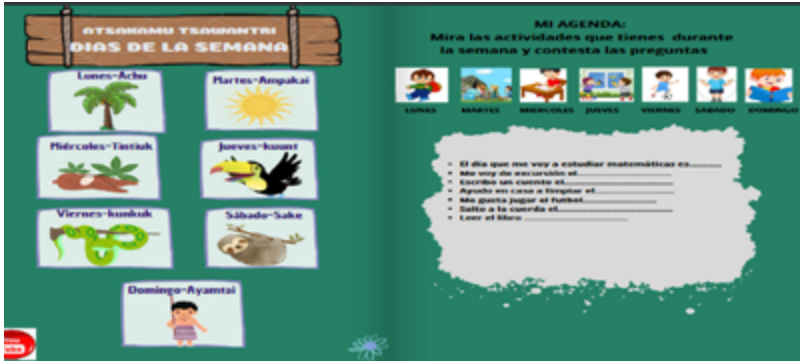 ATSAKAMU TSAWANTRI
DIAS DE LA SEMANA
Lunes-Achu
Martes-Ampakai
Miércoles-Tintiuk
Jueves-kuunt
Viernes-kunkuk
Sábado-Sake
Domingo-Ayamtai
MI AGENDA:
Mira las actividades que tienes durante
la semana y contesta las preguntas
LUNES MARTES MIERCOLES JUEVES VIERNES SABADO DOMINGO
• El día que me voy a estudiar matemáticas es..........
• Me voy de excursión el..............................
• Escribo un cuento el...................................
• Ayudo en casa a limpiar el.........................
• Me gusta jugar el futbol........................
• Salto a la cuerda el.....................................
• Leer el libro ..................................